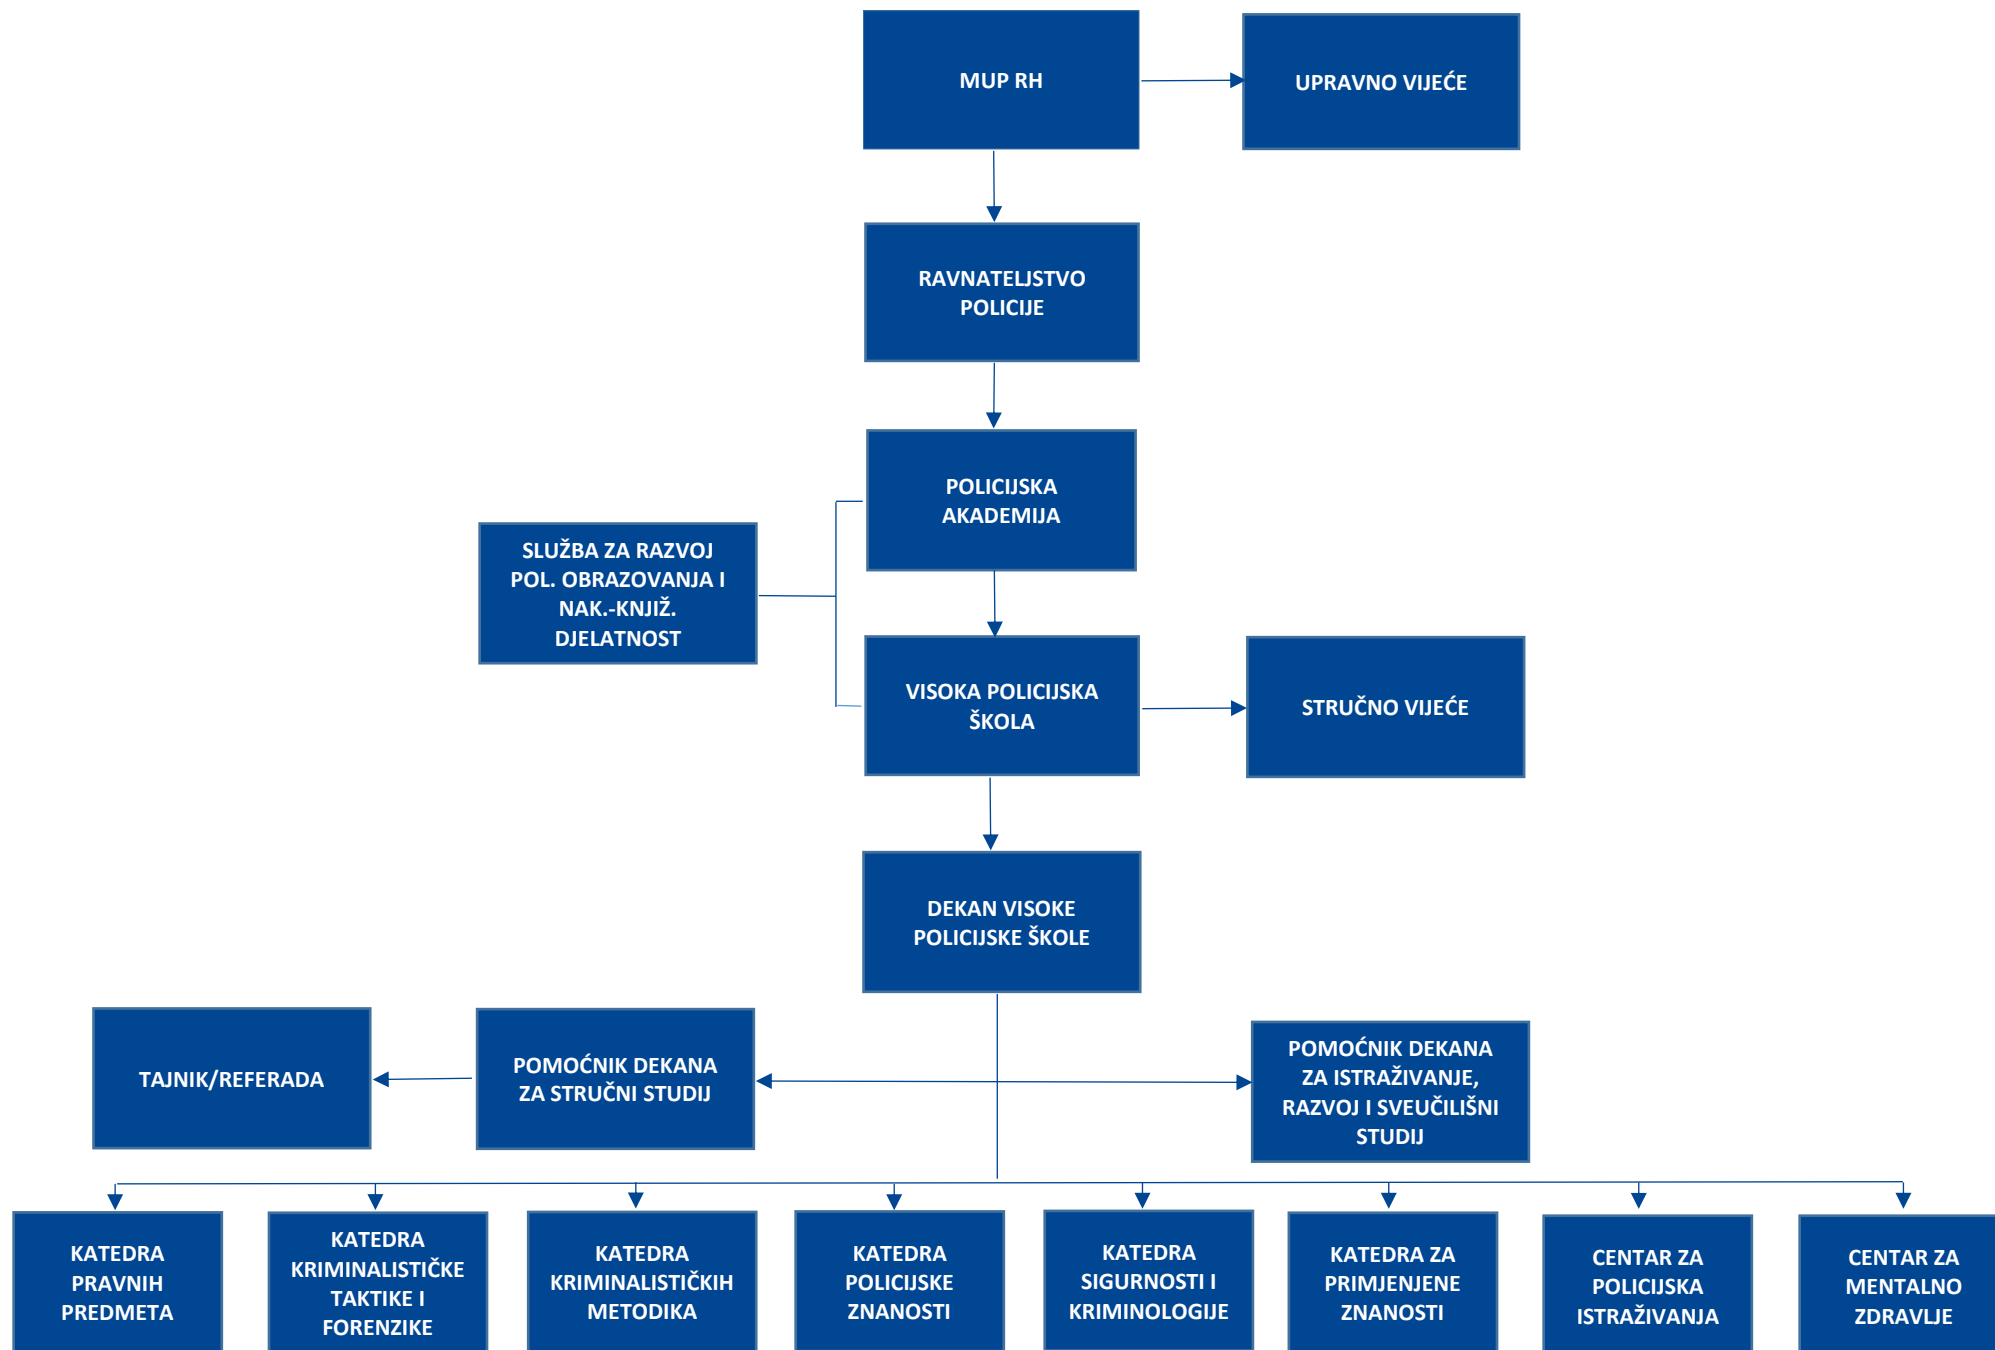 MUP RH
UPRAVNO VIJEĆE
RAVNATELJSTVO
POLICIJE
POLICIJSKA
AKADEMIJA
SLUŽBA ZA RAZVOJ
POL. OBRAZOVANJA I
NAK.-KNJIŽ.
DJELATNOST
VISOKA POLICIJSKA
ŠKOLA
STRUČNO VIJEĆE
DEKAN VISOKE
POLICIJSKE ŠKOLE
TAJNIK/REFERADA
POMOĆNIK DEKANA
ZA STRUČNI STUDIJ
POMOĆNIK DEKANA
ZA ISTRAŽIVANJE,
RAZVOJ I SVEUČILIŠNI
STUDIJ
KATEDRA
PRAVNIH
PREDMETA
KATEDRA
KRIMINALISTIČKE
TAKTIKE I
FORENZIKE
KATEDRA
KRIMINALISTIČKIH
METODIKA
KATEDRA
POLICIJSKE
ZNANOSTI
KATEDRA
SIGURNOSTI I
KRIMINOLOGIJE
KATEDRA ZA
PRIMJENJENE
ZNANOSTI
CENTAR ZA
POLICIJSKA
ISTRAŽIVANJA
CENTAR ZA
MENTALNO
ZDRAVLJE